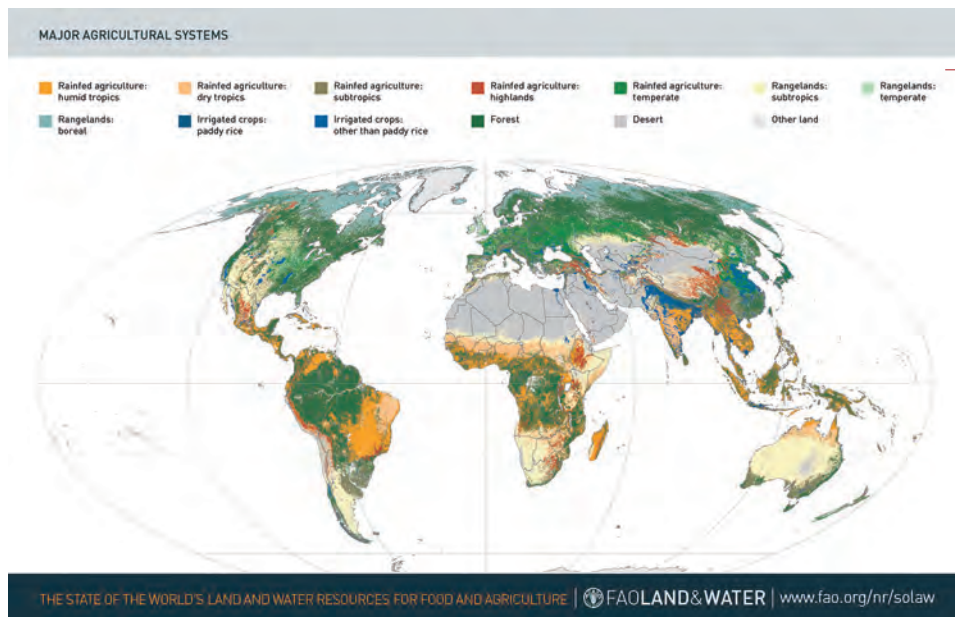 MAJOR AGRICULTURAL SYSTEMS
Rainfed agriculture:
humid tropics
Rainfed agriculture:
dry tropics
Rainfed agriculture:
subtropics
Rainfed agriculture:
highlands
Rainfed agriculture:
temperate
Rangelands:
subtropics
Rangelands:
temperate
Rangelands:
boreal
Irrigated crops:
paddy rice
Irrigated crops:
other than paddy rice
Forest
Desert
Other land
THE STATE OF THE WORLD'S LAND AND WATER RESOURCES FOR FOOD AND AGRICULTURE | FAOLAND&WATER | www.fao.org/nr/solaw